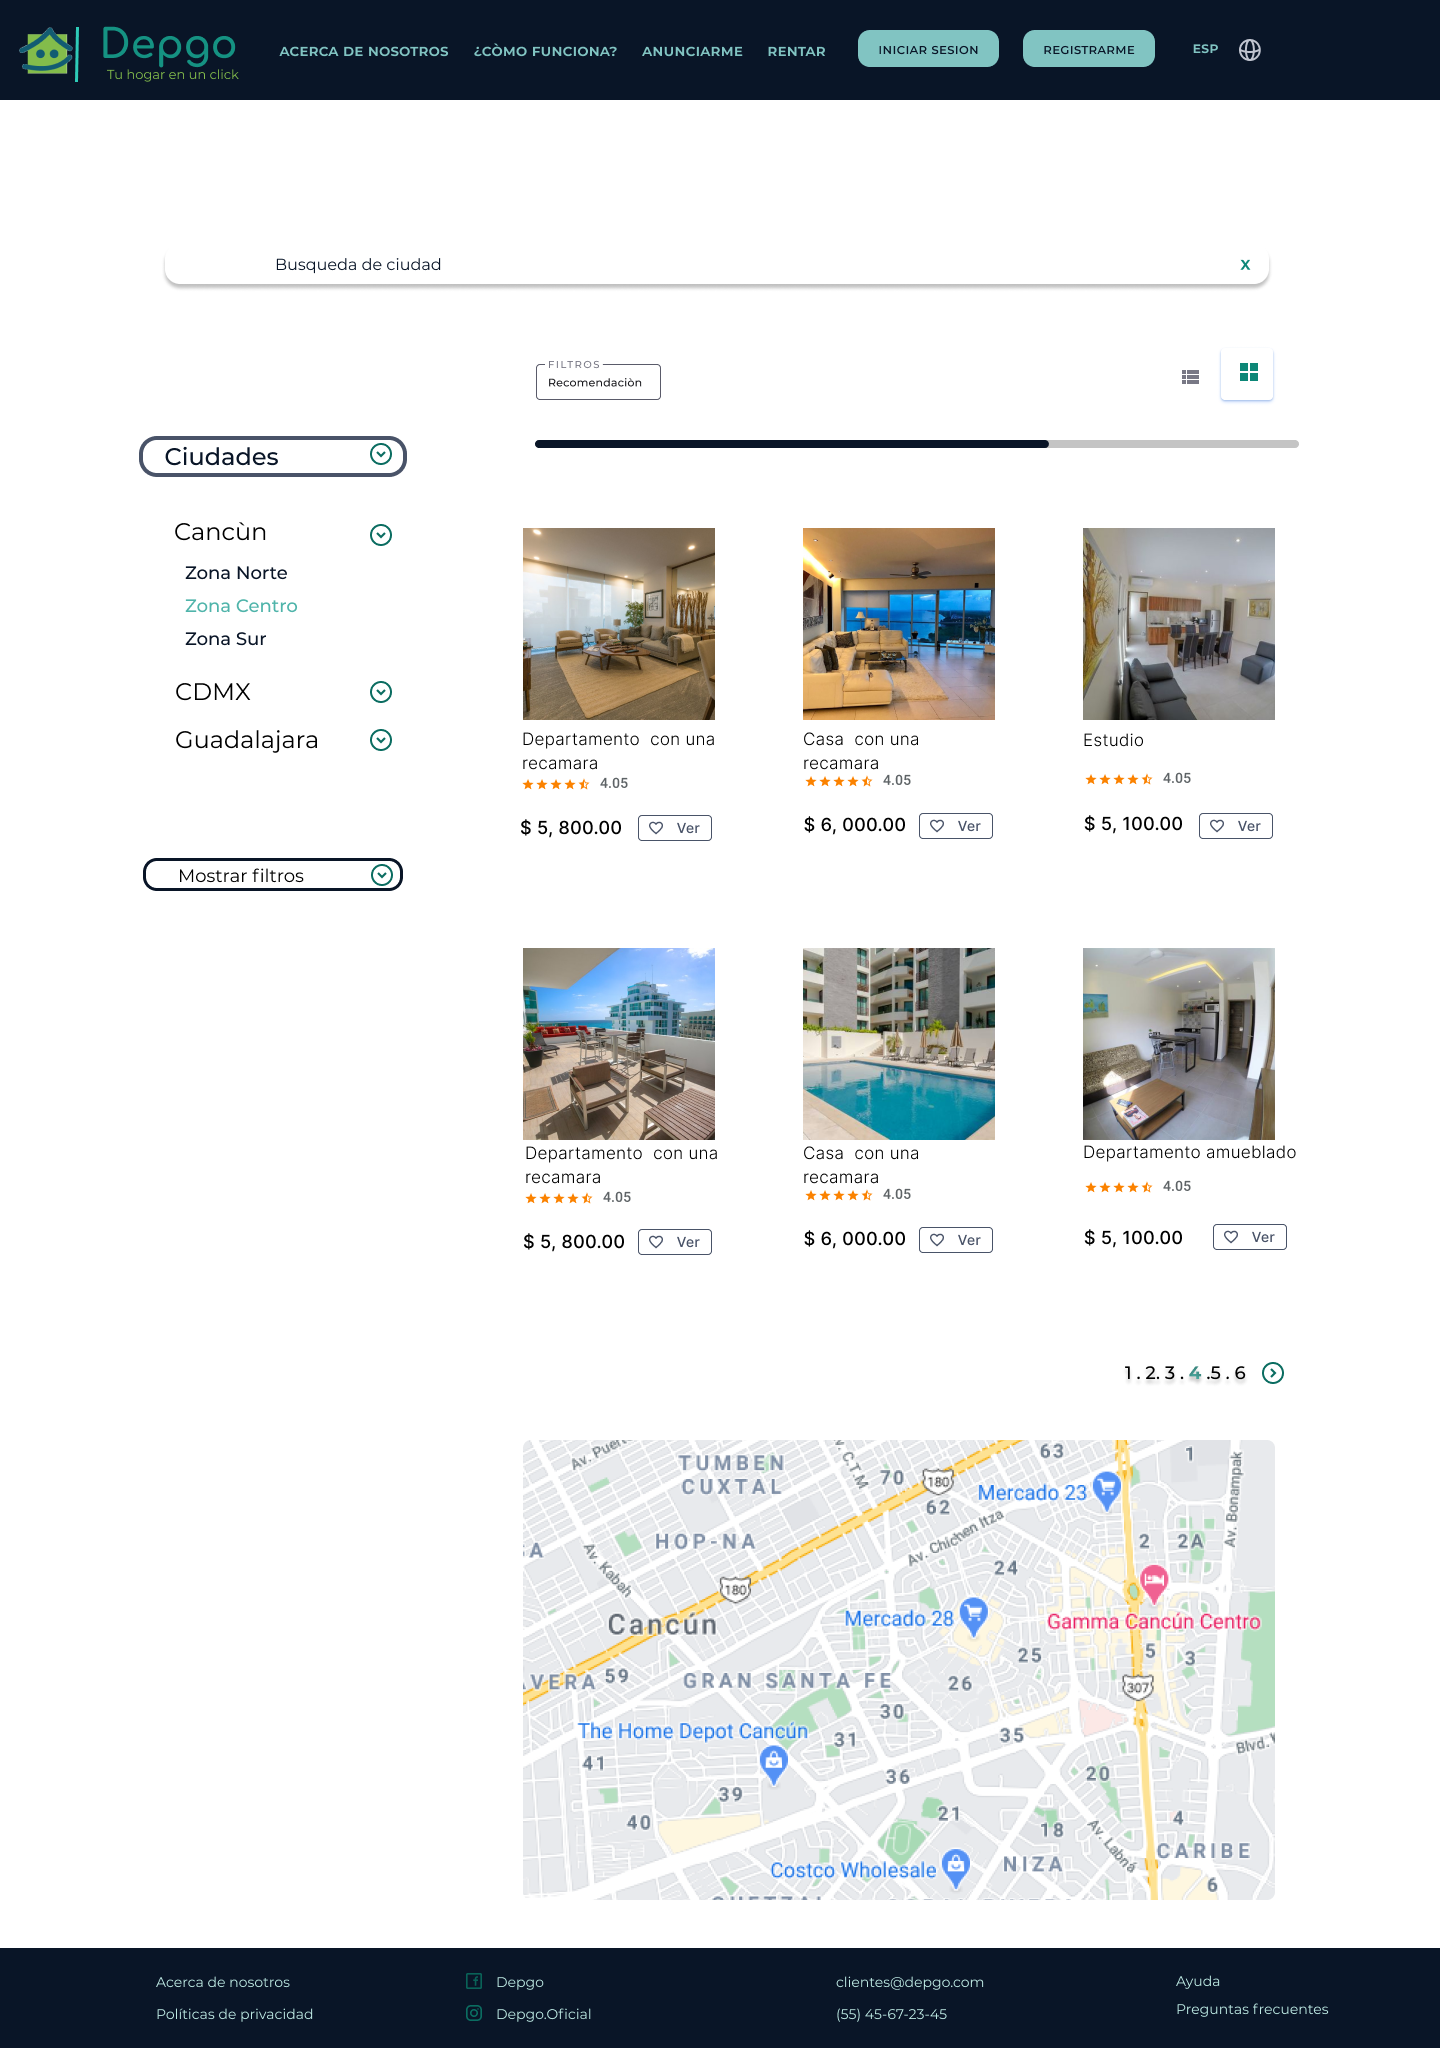 Depgo
Tu hogar en un click
ACERCA DE NOSOTROS
¿CÒMO FUNCIONA?
ANUNCIARME
RENTAR
INICIAR SESION
REGISTRARME
ESP
Busqueda de ciudad
X
FILTROS
Recomendaciòn
Ciudades
Cancùn
Zona Norte
Zona Centro
Zona Sur
CDMX
Guadalajara
Mostrar filtros
Departamento con una
recamara
4.05
$ 5, 800.00
Ver
Casa con una
recamara
4.05
$ 6, 000.00
Ver
Estudio
4.05
$ 5, 100.00
Ver
Departamento con una
recamara
4.05
$ 5, 800.00
Ver
Casa con una
recamara
4.05
$ 6, 000.00
Ver
Departamento amueblado
4.05
$ 5, 100.00
Ver
1 . 2. 3 . 4 .5 . 6
Av. Puert
TUMBEN
CUXTAL
v. C.T.M
70
180
62
63
Mercado 23
1
Av. Bonampak
HOP-NA
Av. Kabah
Av. Chichen Itza
2
2A
24
180
Cancún
Mercado 28
Gamma Cancún Centro
59
AVERA
GRAN SANTA FE
25
26
5
3
307
30
The Home Depot Cancún
31
35
Blvd.
41
36
20
39
40
21
18
4
Av. Labná
CARIBE
Costco Wholesale
NIZA
6
Acerca de nosotros
Políticas de privacidad
Depgo
Depgo.Oficial
clientes@depgo.com
(55) 45-67-23-45
Ayuda
Preguntas frecuentes